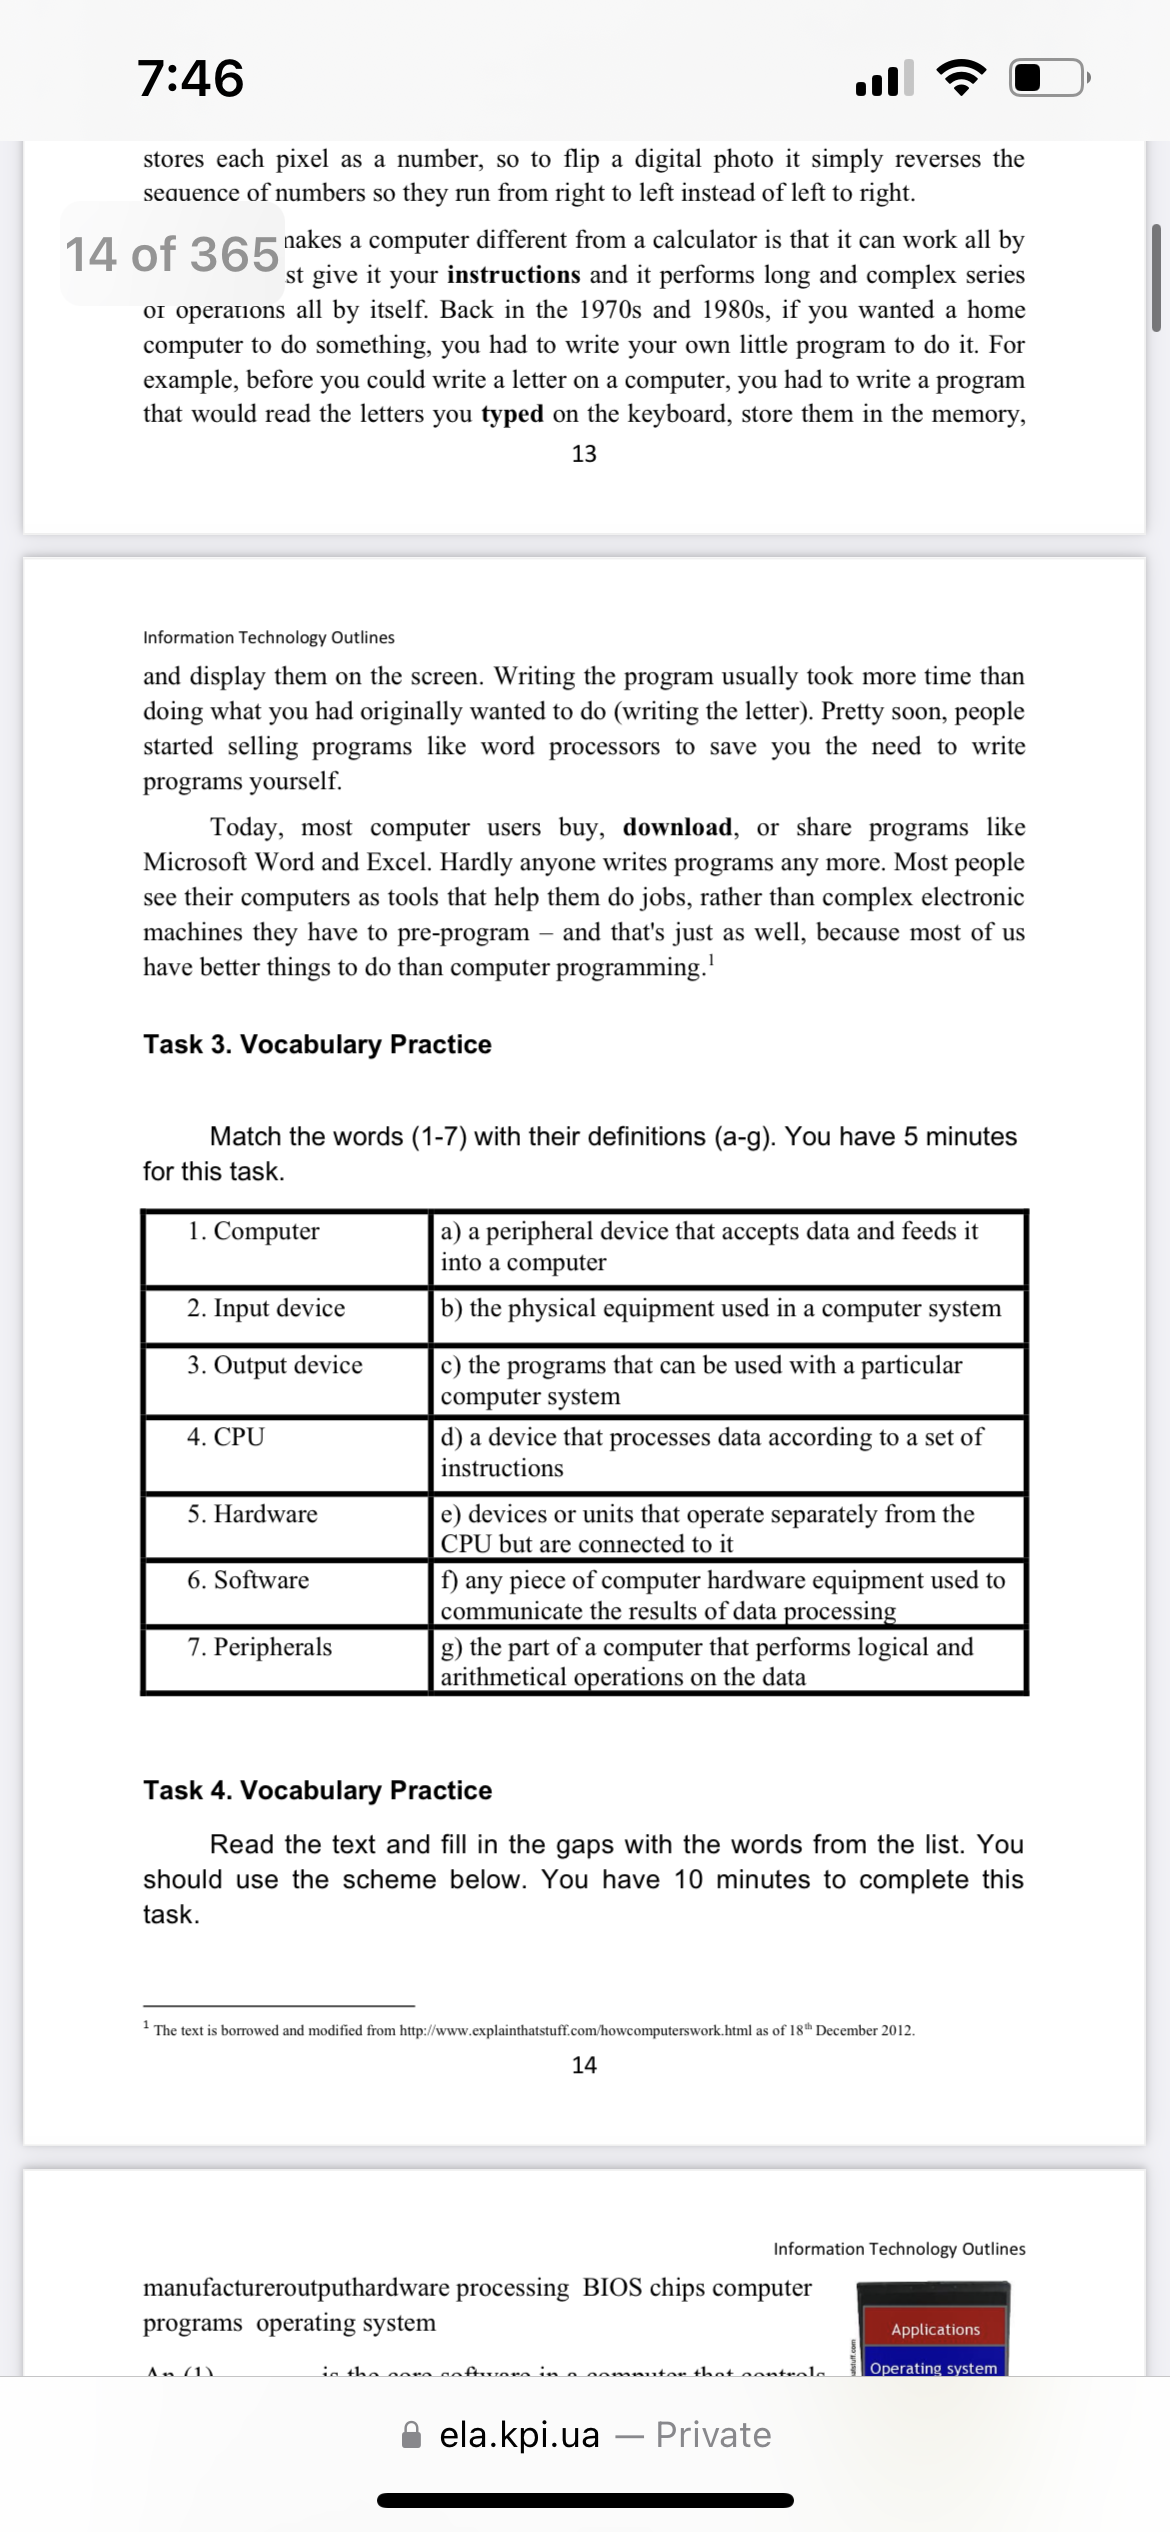 7:46
stores each pixel as a number, so to flip a digital photo it simply reverses the
sequence of numbers so they run from right to left instead of left to right.
14 of 365
makes a computer different from a calculator is that it can work all by
st give it your instructions and it performs long and complex series
of operations all by itself. Back in the 1970s and 1980s, if you wanted a home
computer to do something, you had to write your own little program to do it. For
example, before you could write a letter on a computer, you had to write a program
that would read the letters you typed on the keyboard, store them in the memory,
13
Information Technology Outlines
and display them on the screen. Writing the program usually took more time than
doing what you had originally wanted to do (writing the letter). Pretty soon, people
started selling programs like word processors to save you the need to write
programs yourself.
Today, most computer users buy, download, or share programs like
Microsoft Word and Excel. Hardly anyone writes programs any more. Most people
see their computers as tools that help them do jobs, rather than complex electronic
machines they have to pre-program – and that's just as well, because most of us
have better things to do than computer programming.1
Task 3. Vocabulary Practice
Match the words (1-7) with their definitions (a-g). You have 5 minutes
for this task.
1. Computer
a) a peripheral device that accepts data and feeds it
into a computer
2. Input device
b) the physical equipment used in a computer system
3. Output device
c) the programs that can be used with a particular
computer system
4. CPU
d) a device that processes data according to a set of
instructions
5. Hardware
e) devices or units that operate separately from the
CPU but are connected to it
6. Software
f) any piece of computer hardware equipment used to
communicate the results of data processing
7. Peripherals
g) the part of a computer that performs logical and
arithmetical operations on the data
Task 4. Vocabulary Practice
Read the text and fill in the gaps with the words from the list. You
should use the scheme below. You have 10 minutes to complete this
task.
1 The text is borrowed and modified from http://www.explainthatstuff.com/howcomputerswork.html as of 18th December 2012.
14
Information Technology Outlines
manufactureroutputhardware processing BIOS chips computer
programs operating system
Applications
Operating system
An (1) is the core software in a computer that controls
ela.kpi.ua — Private